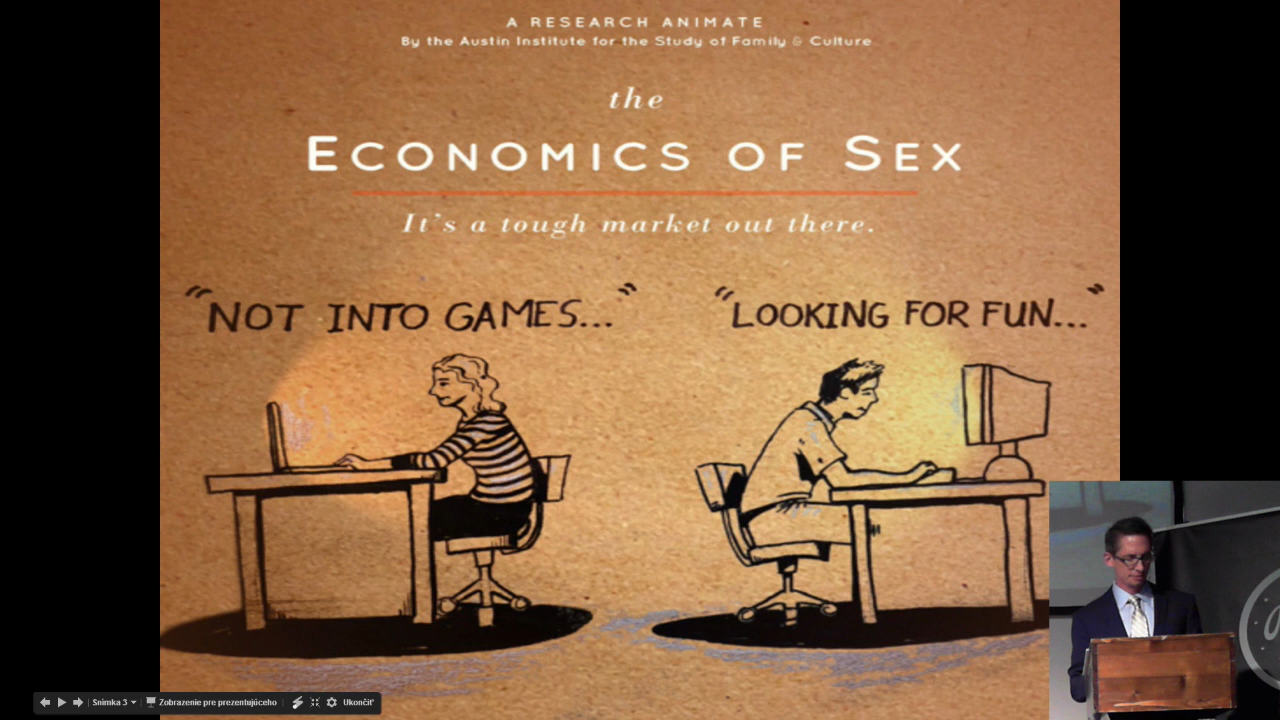 A RESEARCH ANIMATE
By the Austin Institute for the Study of Family & Culture
the
ECONOMICS OF SEX
It's a tough market out there.
"NOT INTO GAMES..." "LOOKING FOR FUN..."
Snímka 3 Zobrazenie pre prezentujúceho Ukončiť